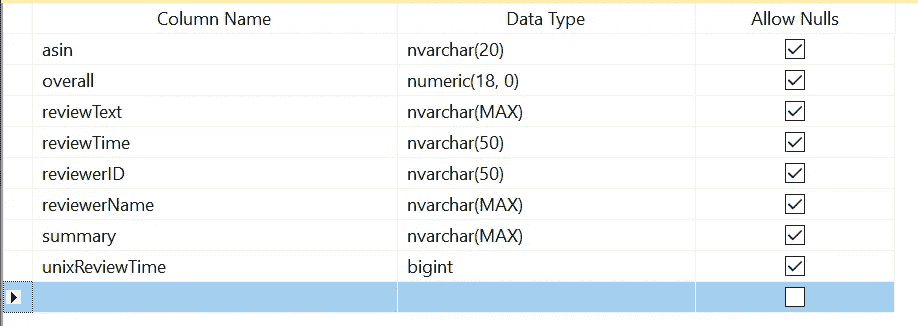 Column Name Data Type Allow Nulls
asin nvarchar(20)
overall numeric(18, 0)
reviewText nvarchar(MAX)
reviewTime nvarchar(50)
reviewerID nvarchar(50)
reviewerName nvarchar(MAX)
summary nvarchar(MAX)
unixReviewTime bigint